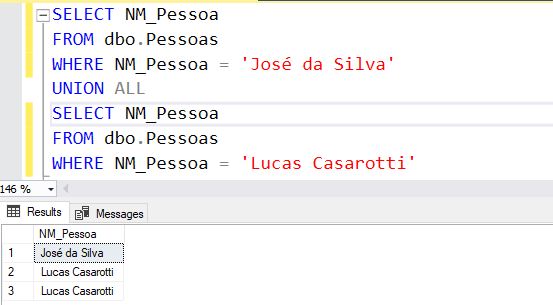 SELECT NM_Pessoa
FROM dbo.Pessoas
WHERE NM_Pessoa = 'José da Silva'
UNION ALL
SELECT NM_Pessoa
FROM dbo.Pessoas
WHERE NM_Pessoa = 'Lucas Casarotti'
146 %
Results Messages
NM_Pessoa
1 José da Silva
2 Lucas Casarotti
3 Lucas Casarotti